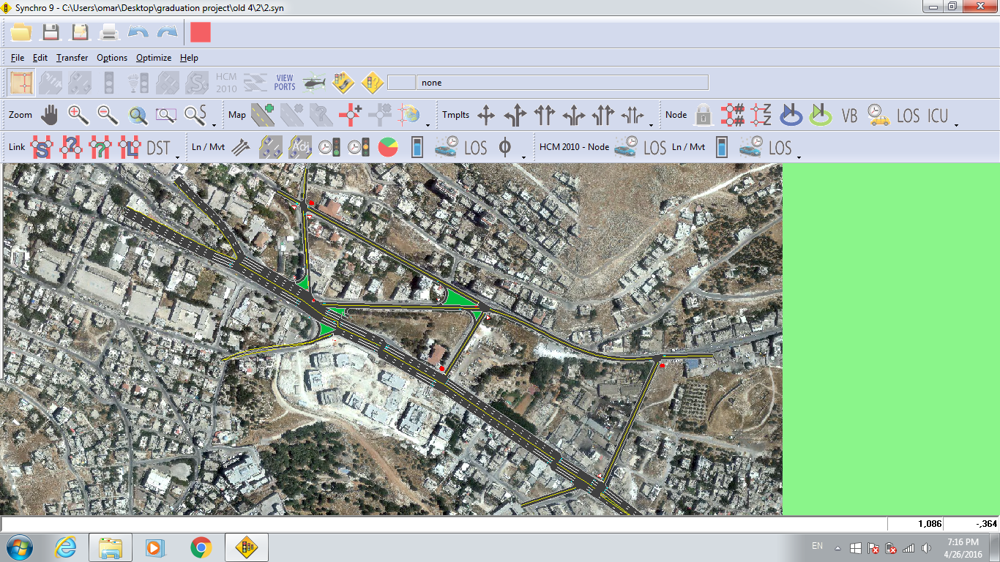 Synchro 9 - C:\Users\omar\Desktop\graduation project\old 4\2\2.syn
File Edit Transfer Options Optimize Help
HCM 2010 S VIEW PORTS none
Zoom S Map Tmplts Node VB LOS ICU
Link S ? ? L DST Ln / Mvt Adj LOS ϕ HCM 2010 - Node LOS Ln / Mvt LOS
1,086 -,364
EN 7:16 PM
4/26/2016